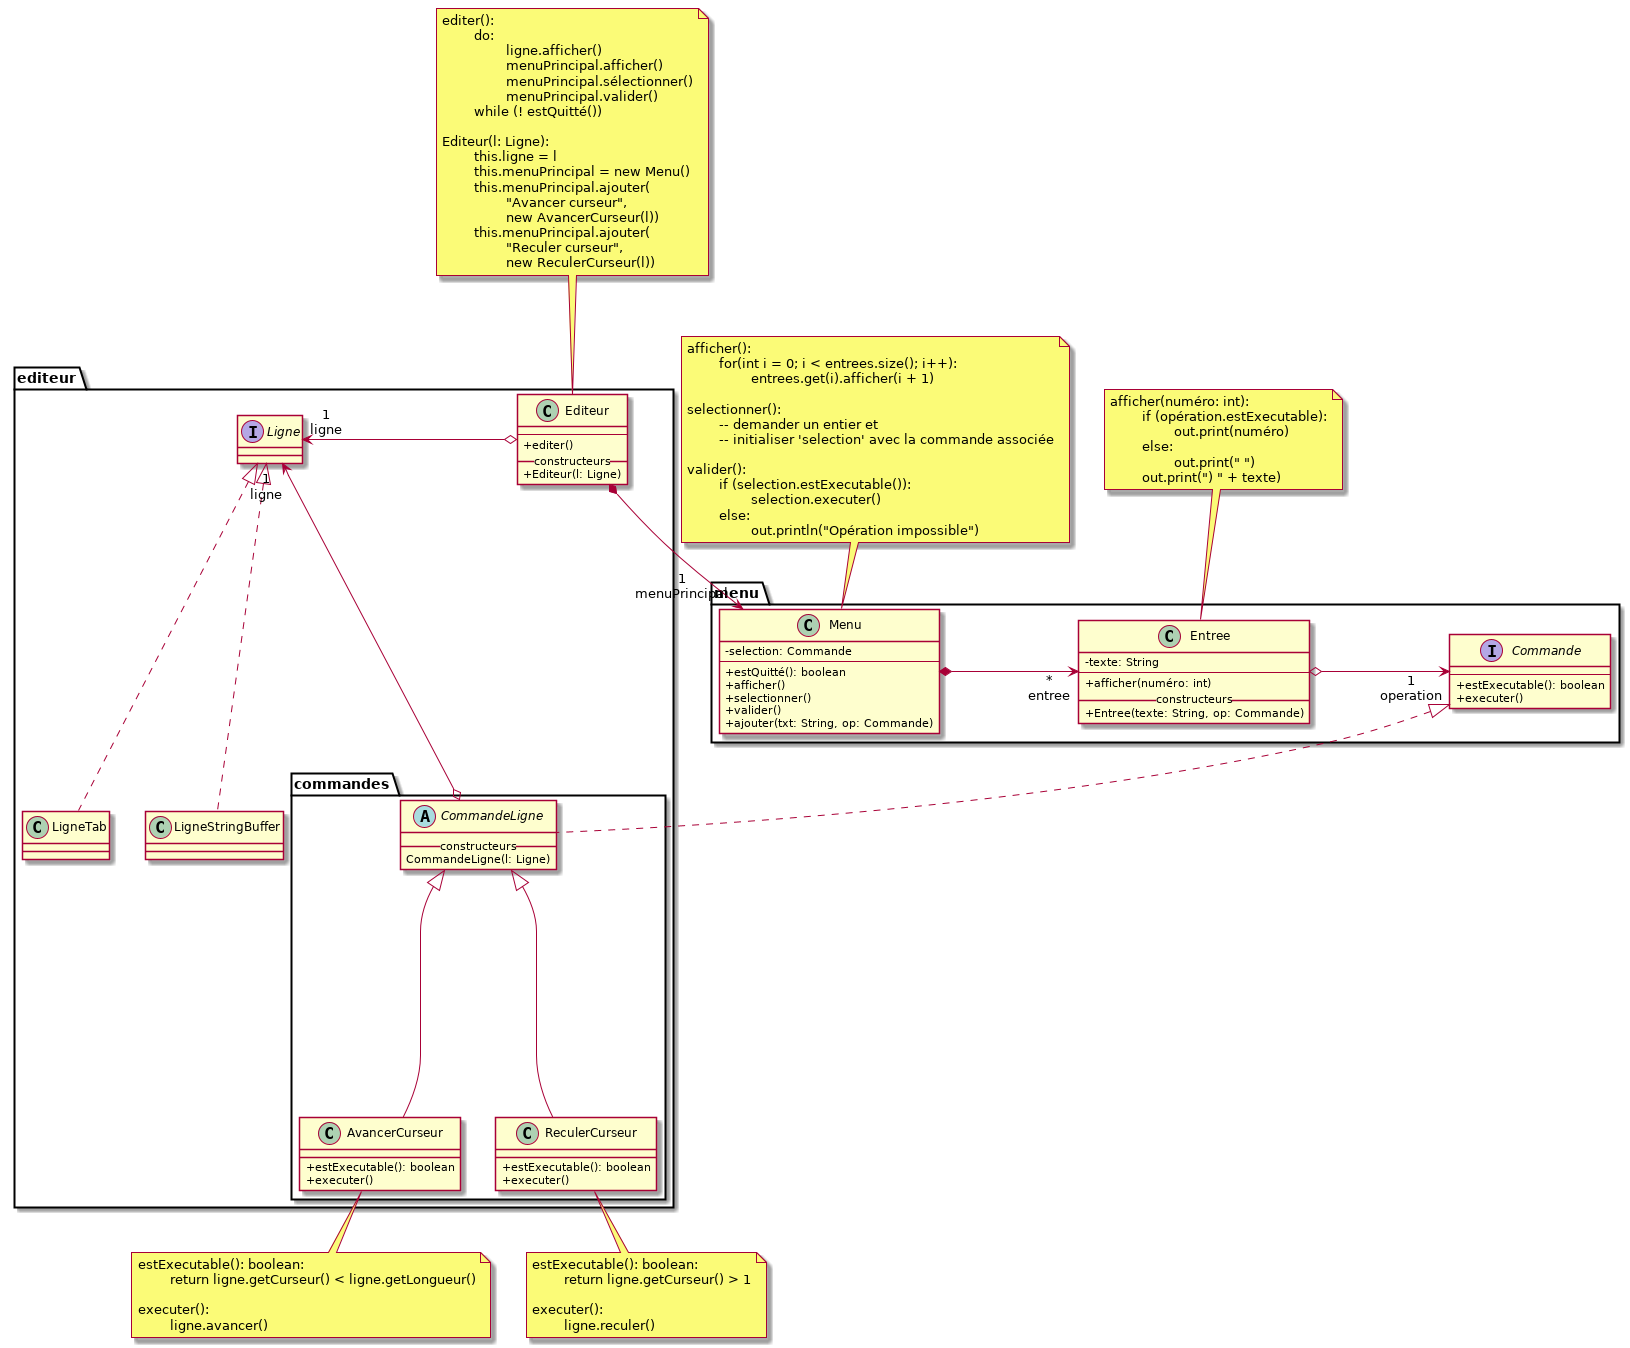 editer():
do:
ligne.afficher()
menuPrincipal.afficher()
menuPrincipal.sélectionner()
menuPrincipal.valider()
while (! estQuitté())
Editeur(l: Ligne):
this.ligne = l
this.menuPrincipal = new Menu()
this.menuPrincipal.ajouter(
"Avancer curseur",
new AvancerCurseur(l))
this.menuPrincipal.ajouter(
"Reculer curseur",
new ReculerCurseur(l))
afficher():
for(int i = 0; i < entrees.size(); i++):
entrees.get(i).afficher(i + 1)
selectionner():
-- demander un entier et
-- initialiser 'selection' avec la commande associée
valider():
if (selection.estExecutable()):
selection.executer()
else:
out.println("Opération impossible")
afficher(numéro: int):
if (opération.estExecutable):
out.print(numéro)
else:
out.print(" ")
out.print(") " + texte)
editeur
I Ligne
1
ligne
C Editeur
+editer()
constructeurs
+Editeur(l: Ligne)
1
ligne
1
menuPrincipal
menu
C Menu
-selection: Commande
+estQuitté(): boolean
+afficher()
+selectionner()
+valider()
+ajouter(txt: String, op: Commande)
*
entree
C Entree
-texte: String
+afficher(numéro: int)
constructeurs
+Entree(texte: String, op: Commande)
1
operation
I Commande
+estExecutable(): boolean
+executer()
commandes
C LigneTab
C LigneStringBuffer
A CommandeLigne
constructeurs
CommandeLigne(l: Ligne)
C AvancerCurseur
+estExecutable(): boolean
+executer()
C ReculerCurseur
+estExecutable(): boolean
+executer()
estExecutable(): boolean:
return ligne.getCurseur() < ligne.getLongueur()
executer():
ligne.avancer()
estExecutable(): boolean:
return ligne.getCurseur() > 1
executer():
ligne.reculer()